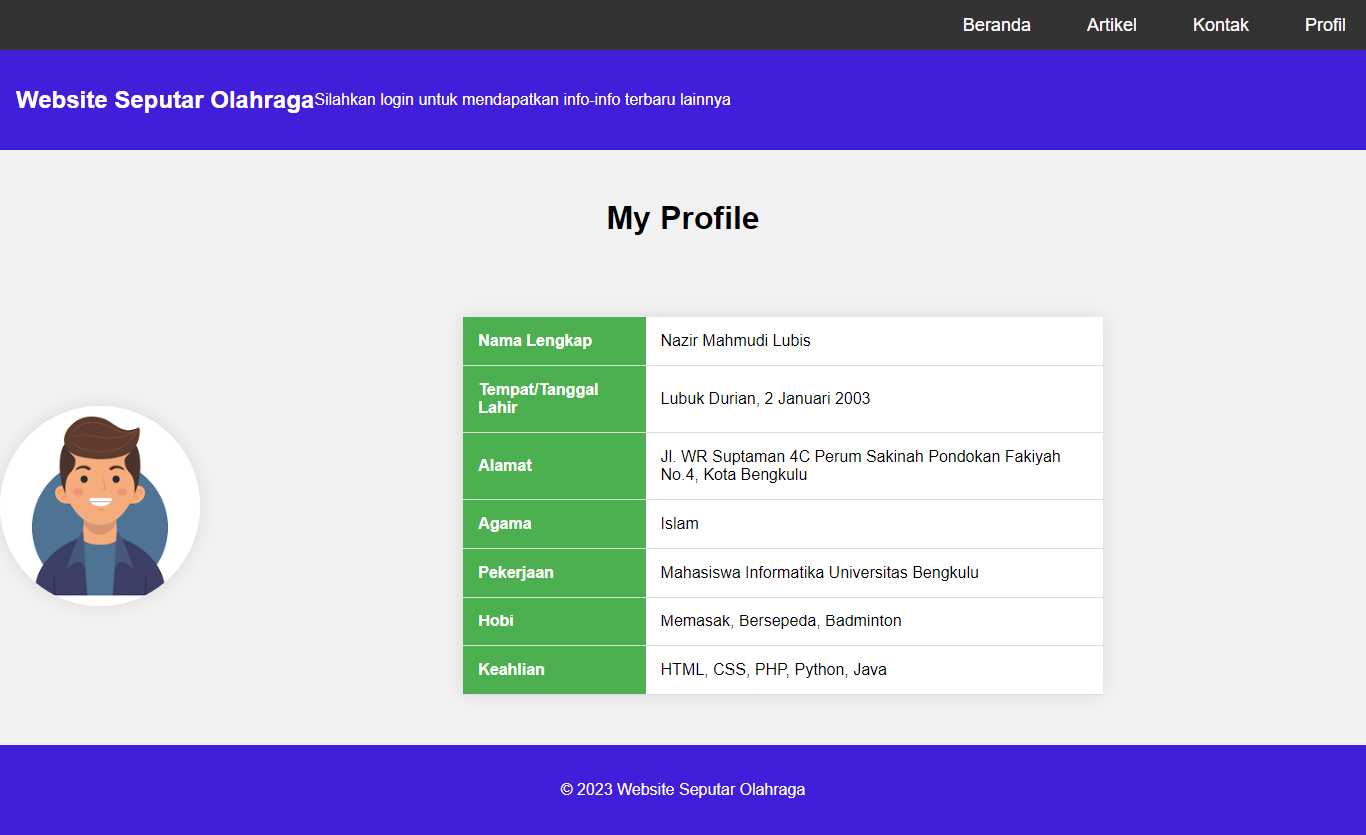 Beranda Artikel Kontak Profil
Website Seputar Olahraga Silahkan login untuk mendapatkan info-info terbaru lainnya
My Profile
Nama Lengkap Nazir Mahmudi Lubis
Tempat/Tanggal
Lahir Lubuk Durian, 2 Januari 2003
Alamat Jl. WR Suptaman 4C Perum Sakinah Pondokan Fakiyah
No.4, Kota Bengkulu
Agama Islam
Pekerjaan Mahasiswa Informatika Universitas Bengkulu
Hobi Memasak, Bersepeda, Badminton
Keahlian HTML, CSS, PHP, Python, Java
© 2023 Website Seputar Olahraga